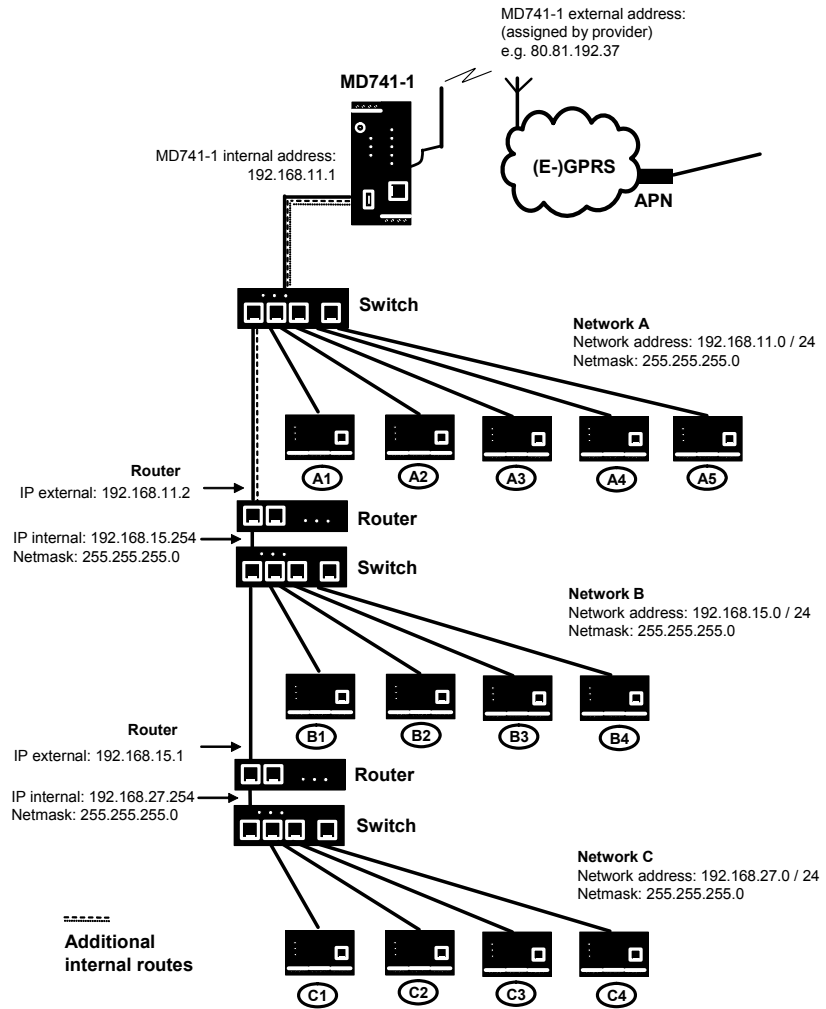 MD741-1 external address:
(assigned by provider)
e.g. 80.81.192.37
MD741-1
MD741-1 internal address:
192.168.11.1
(E-)GPRS
APN
Switch
Network A
Network address: 192.168.11.0 / 24
Netmask: 255.255.255.0
A1
A2
A3
A4
A5
Router
IP external: 192.168.11.2
Router
IP internal: 192.168.15.254
Netmask: 255.255.255.0
Switch
Network B
Network address: 192.168.15.0 / 24
Netmask: 255.255.255.0
B1
B2
B3
B4
Router
IP external: 192.168.15.1
Router
IP internal: 192.168.27.254
Netmask: 255.255.255.0
Switch
Network C
Network address: 192.168.27.0 / 24
Netmask: 255.255.255.0
Additional
internal routes
C1
C2
C3
C4